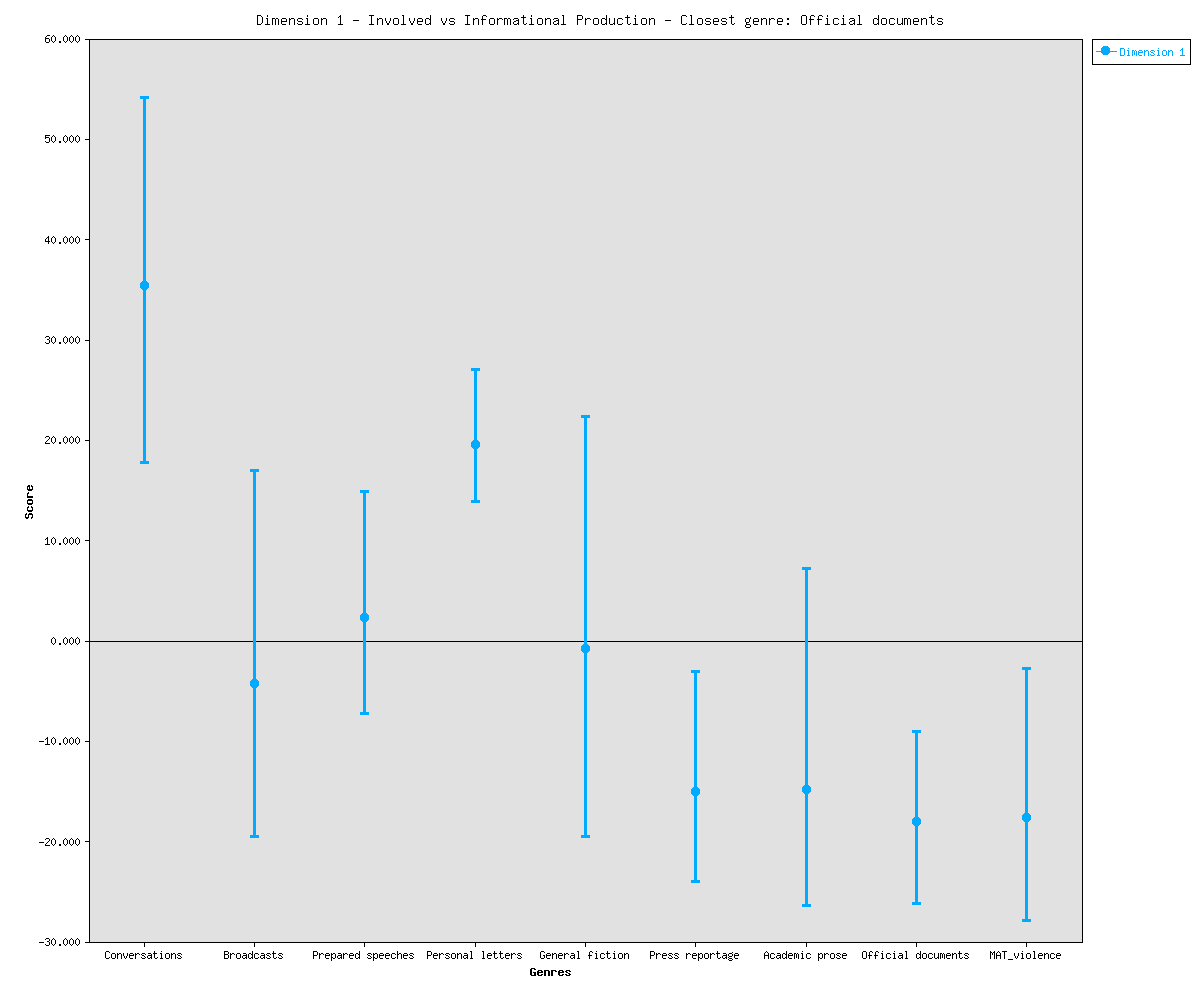 Dimension 1 - Involved vs Informational Production - Closest genre: Official documents
60.000
50.000
40.000
30.000
20.000
10.000
0.000
-10.000
-20.000
-30.000
Score
Dimension 1
Conversations Broadcasts Prepared speeches Personal letters General fiction Press reportage Academic prose Official documents MAT_violence
Genres